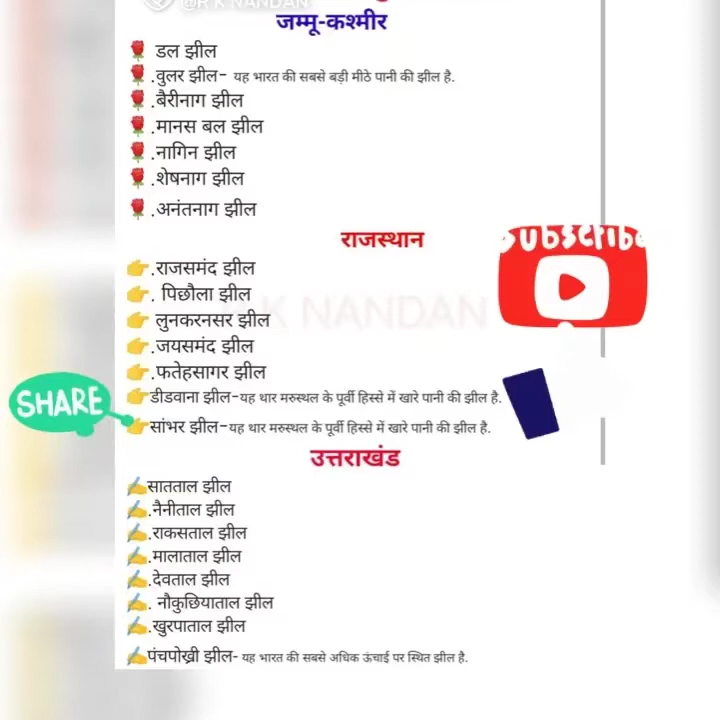 @R K NANDAN
जम्मू-कश्मीर
डल झील
.वुलर झील- यह भारत की सबसे बड़ी मीठे पानी की झील है.
.बैरीनाग झील
.मानस बल झील
.नागिन झील
.शेषनाग झील
.अनंतनाग झील
राजस्थान
.राजसमंद झील
. पिछौला झील
लुनकरनसर झील
.जयसमंद झील
.फतेहसागर झील
डीडवाना झील-यह थार मरुस्थल के पूर्वी हिस्से में खारे पानी की झील है.
सांभर झील-यह थार मरुस्थल के पूर्वी हिस्से में खारे पानी की झील है.
K NANDAN
SUBSCRIBE
SHARE
उत्तराखंड
सातताल झील
.नैनीताल झील
.राकसताल झील
.मालाताल झील
.देवताल झील
. नौकुछियाताल झील
.खुरपाताल झील
पंचपोख्री झील- यह भारत की सबसे अधिक ऊंचाई पर स्थित झील है.